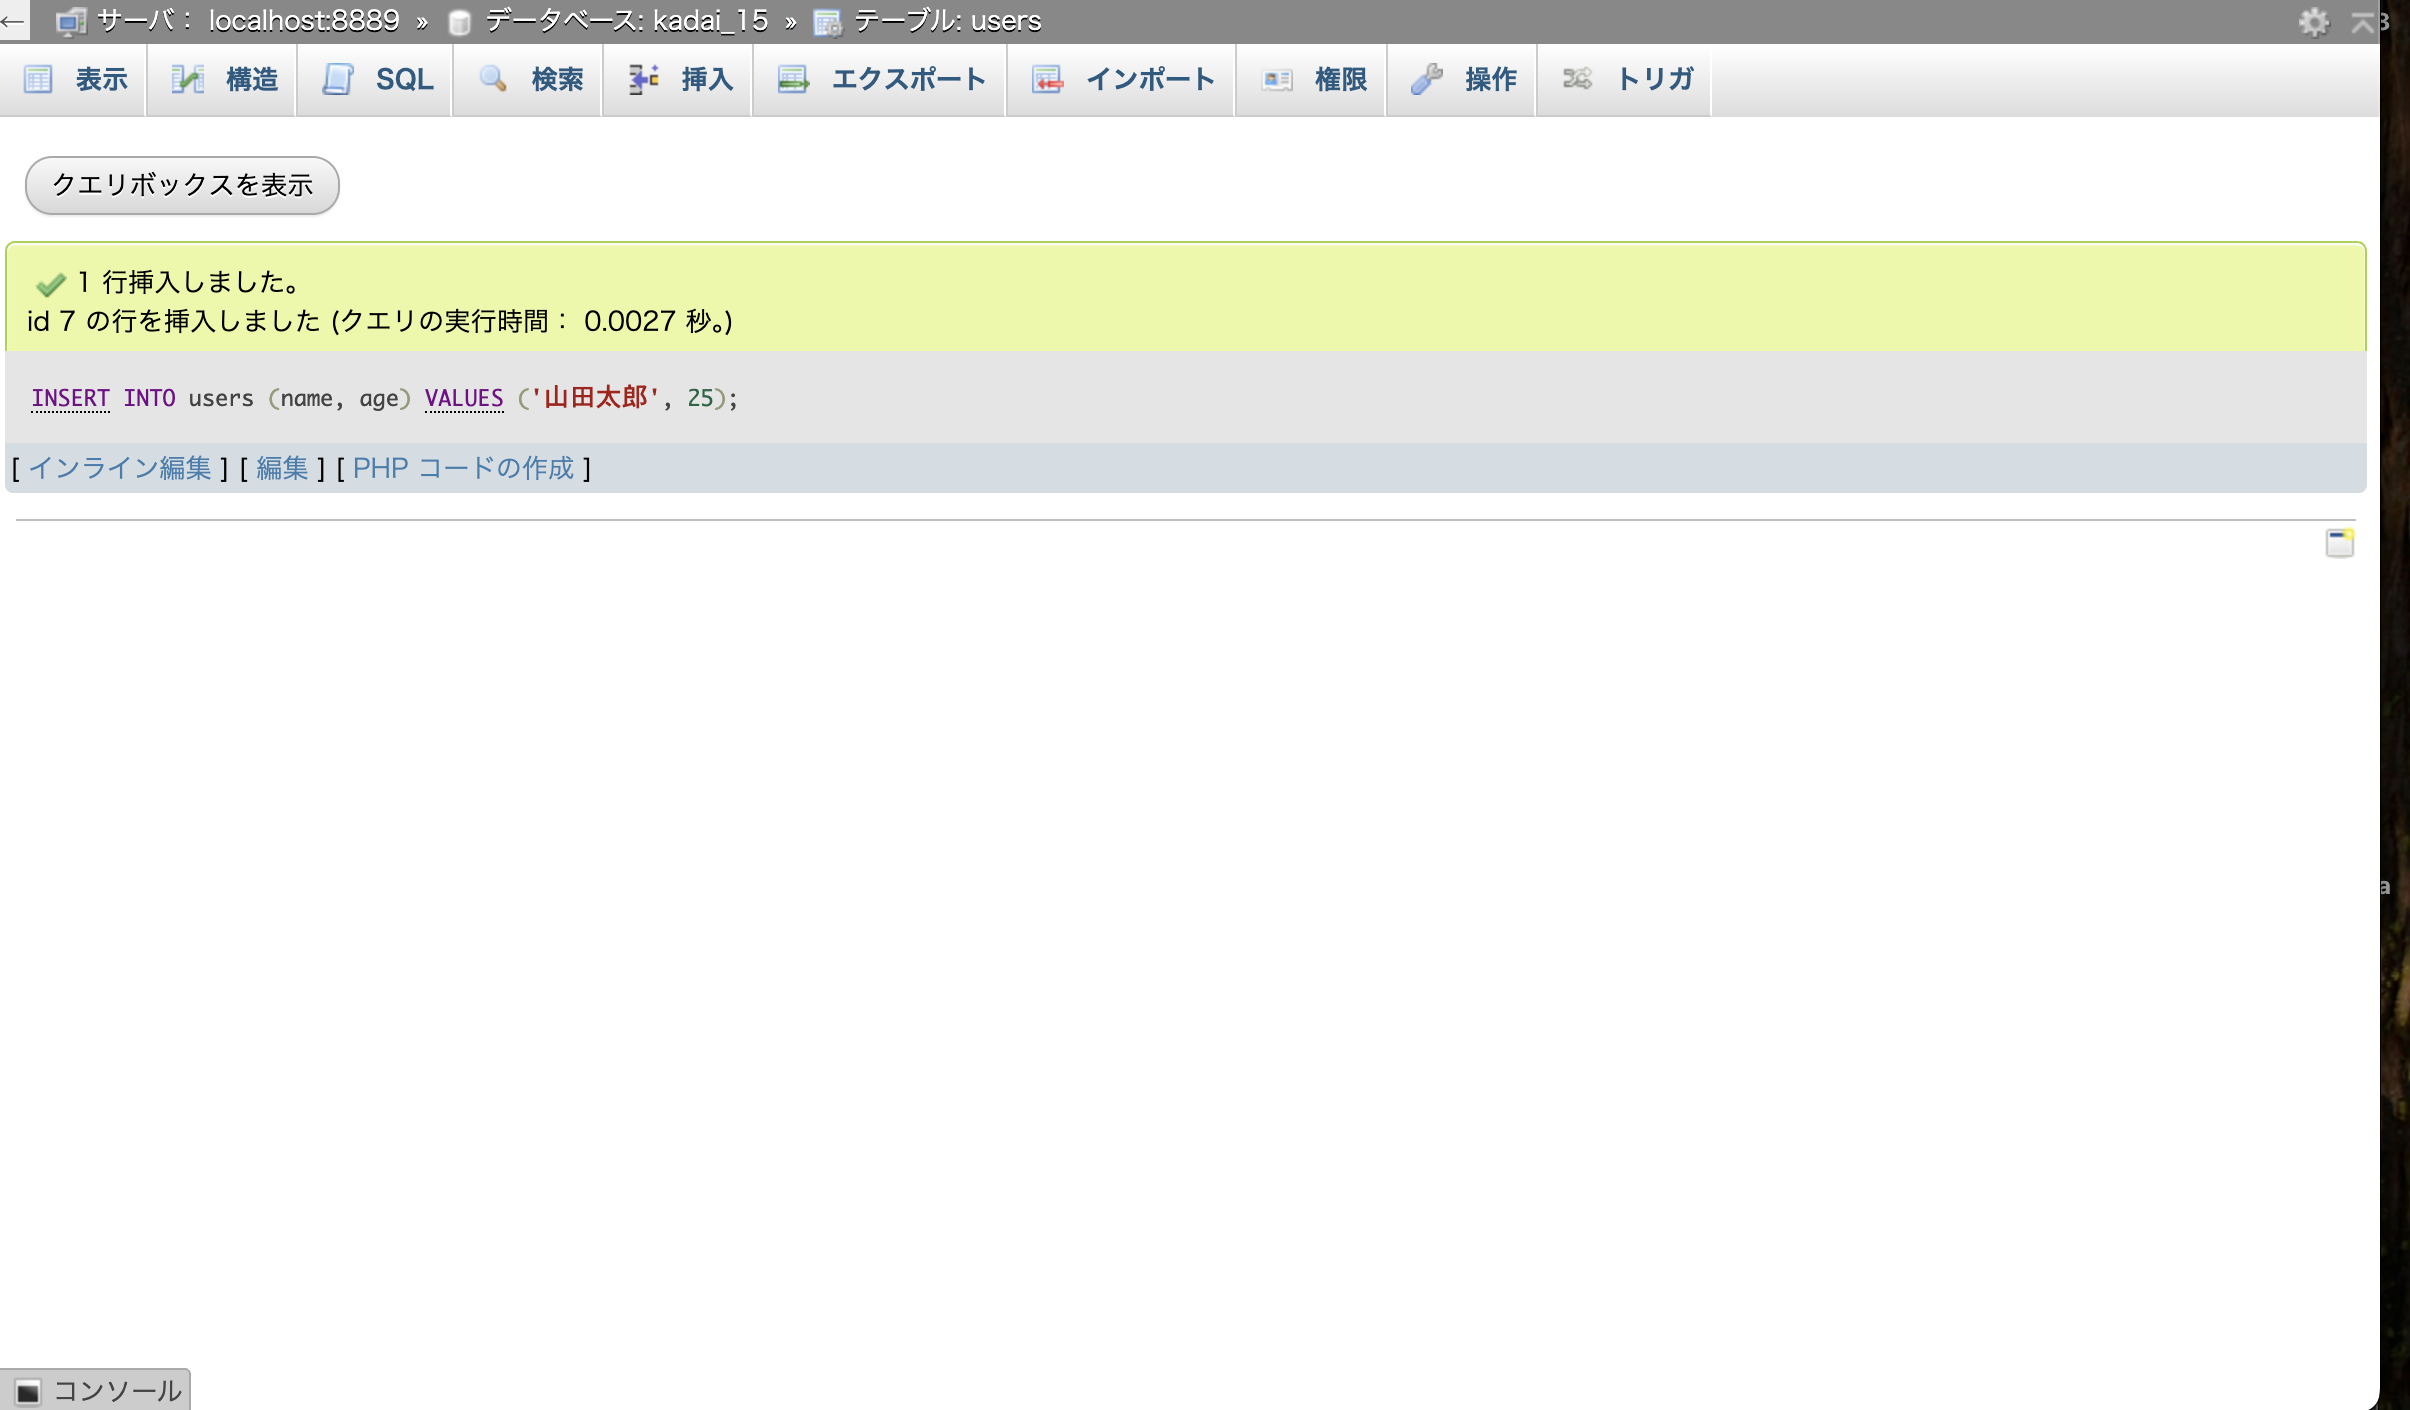 ← サーバ： localhost:8889 » データベース: kadai_15 » テーブル: users
表示 構造 SQL 検索 挿入 エクスポート インポート 権限 操作 トリガ
クエリボックスを表示
1 行挿入しました。
id 7 の行を挿入しました (クエリの実行時間： 0.0027 秒。)
INSERT INTO users (name, age) VALUES ('山田太郎', 25);
[ インライン編集 ] [ 編集 ] [ PHP コードの作成 ]
a
コンソール